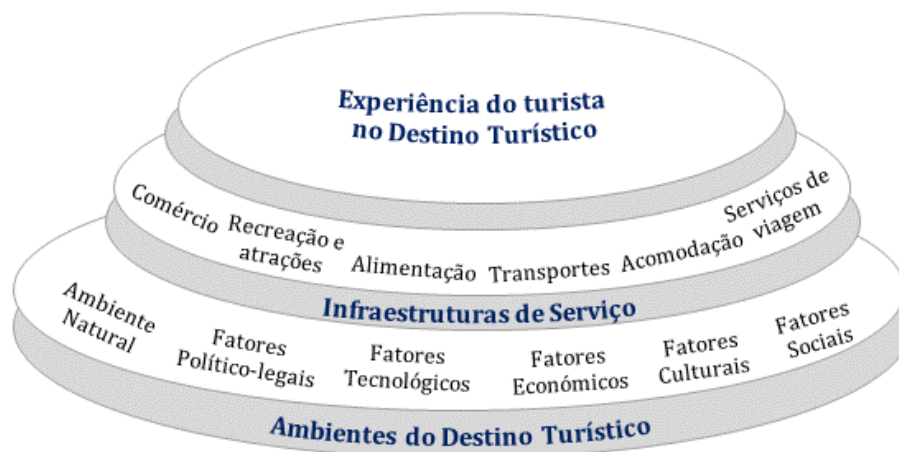 Experiência do turista
no Destino Turístico
Comércio
Recreação e
atrações
Alimentação
Transportes
Acomodação
Serviços de
viagem
Infraestruturas de Serviço
Ambiente
Natural
Fatores
Político-legais
Fatores
Tecnológicos
Fatores
Económicos
Fatores
Culturais
Fatores
Sociais
Ambientes do Destino Turístico